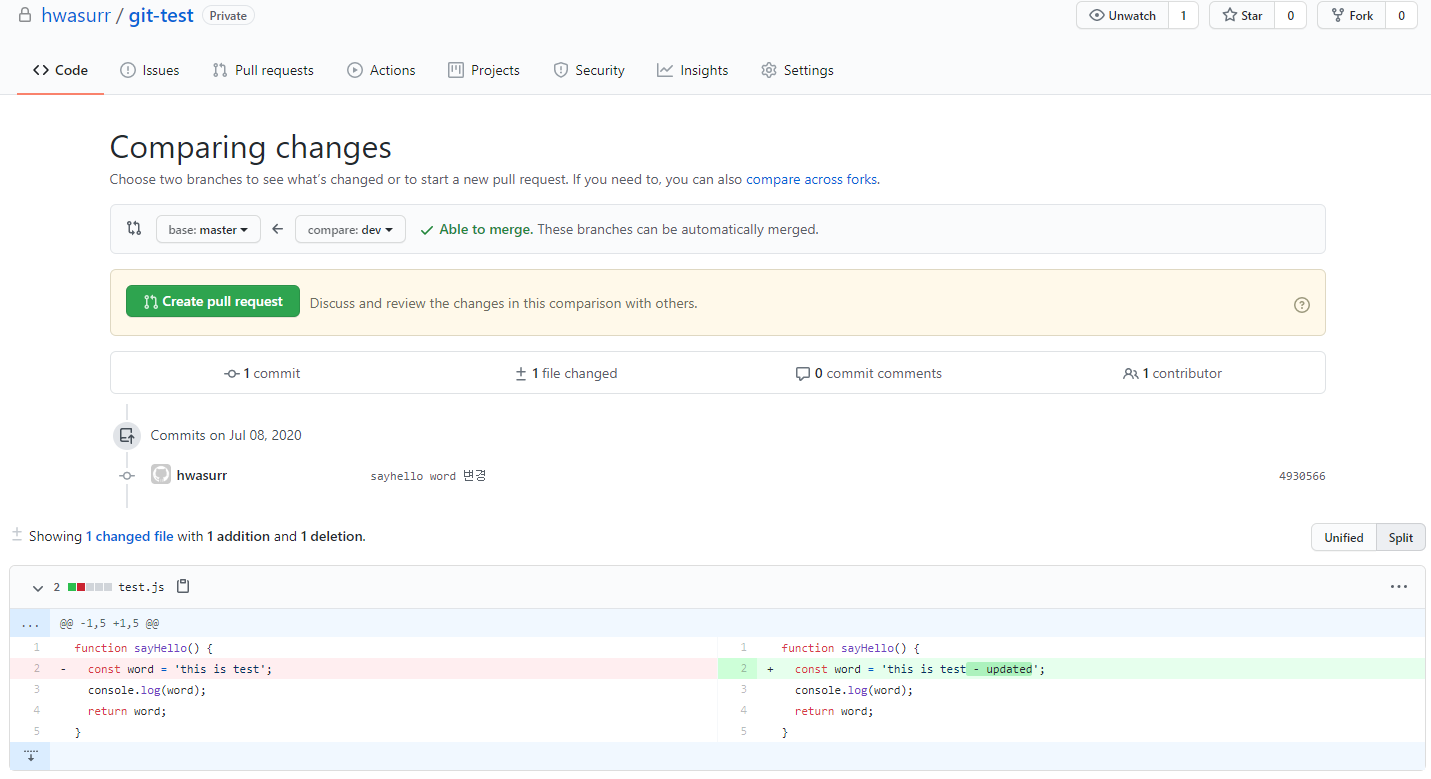 hwasurr / git-test Private Unwatch 1 Star 0 Fork 0
Code Issues Pull requests Actions Projects Security Insights Settings
Comparing changes
Choose two branches to see what's changed or to start a new pull request. If you need to, you can also compare across forks.
base: master compare: dev Able to merge. These branches can be automatically merged.
Create pull request Discuss and review the changes in this comparison with others.
1 commit 1 file changed 0 commit comments 1 contributor
Commits on Jul 08, 2020
hwasurr sayhello word 변경 4930566
Showing 1 changed file with 1 addition and 1 deletion. Unified Split
2 test.js
... @@ -1,5 +1,5 @@
1 function sayHello() { 1 function sayHello() {
2 - const word = 'this is test'; 2 + const word = 'this is test - updated';
3 console.log(word); 3 console.log(word);
4 return word; 4 return word;
5 } 5 }